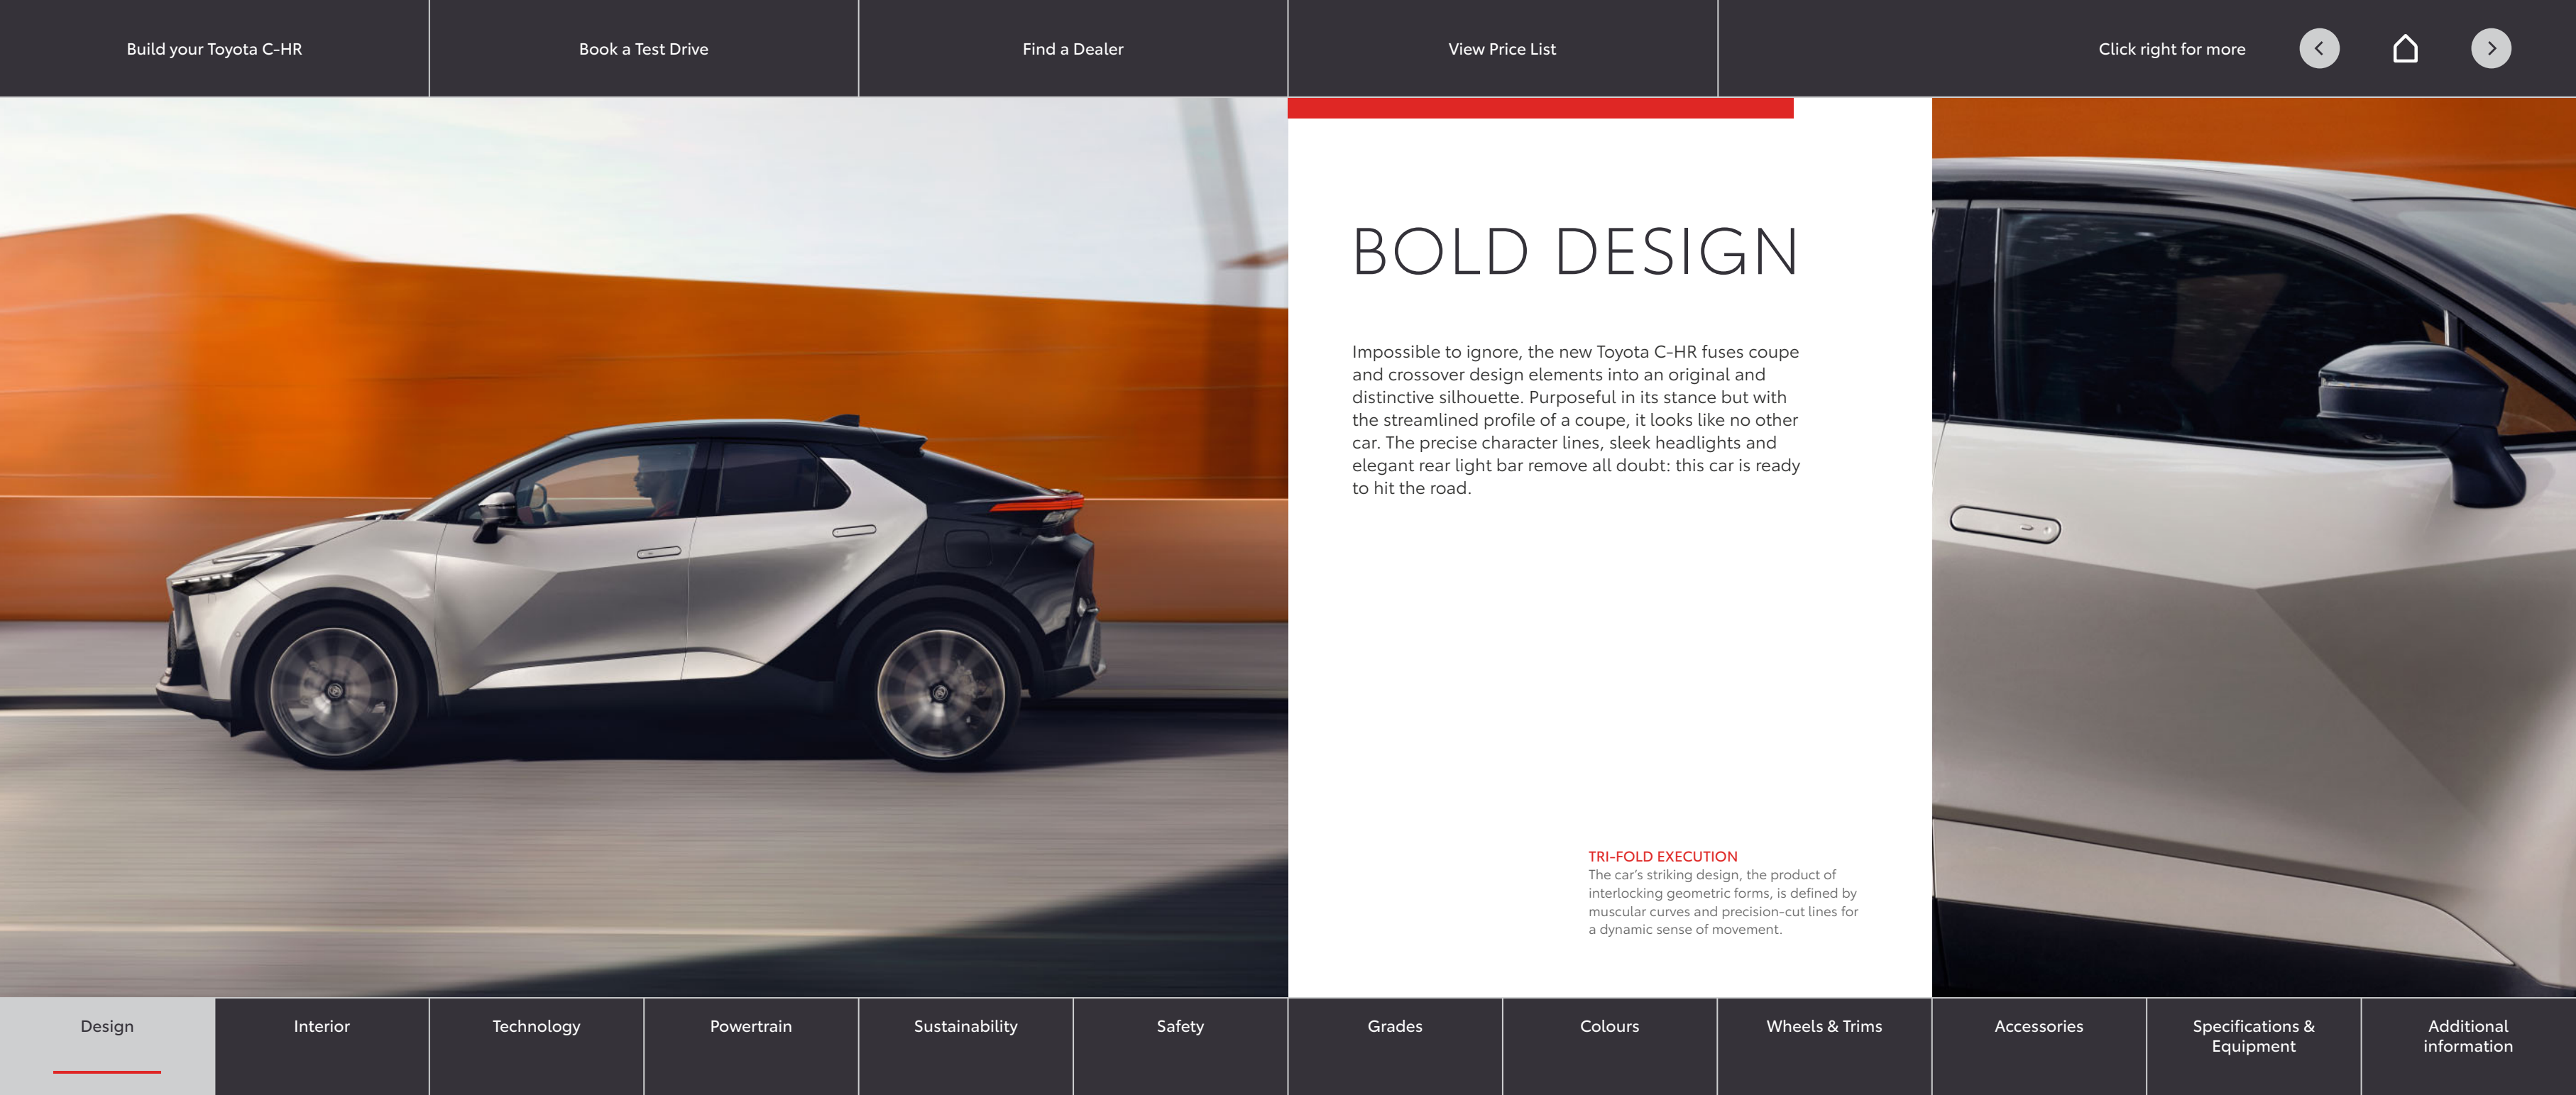 Build your Toyota C-HR
Book a Test Drive
Find a Dealer
View Price List
Click right for more
BOLD DESIGN
Impossible to ignore, the new Toyota C-HR fuses coupe
and crossover design elements into an original and
distinctive silhouette. Purposeful in its stance but with
the streamlined profile of a coupe, it looks like no other
car. The precise character lines, sleek headlights and
elegant rear light bar remove all doubt: this car is ready
to hit the road.
TRI-FOLD EXECUTION
The car's striking design, the product of
interlocking geometric forms, is defined by
muscular curves and precision-cut lines for
a dynamic sense of movement.
Design
Interior
Technology
Powertrain
Sustainability
Safety
Grades
Colours
Wheels & Trims
Accessories
Specifications &
Equipment
Additional
information